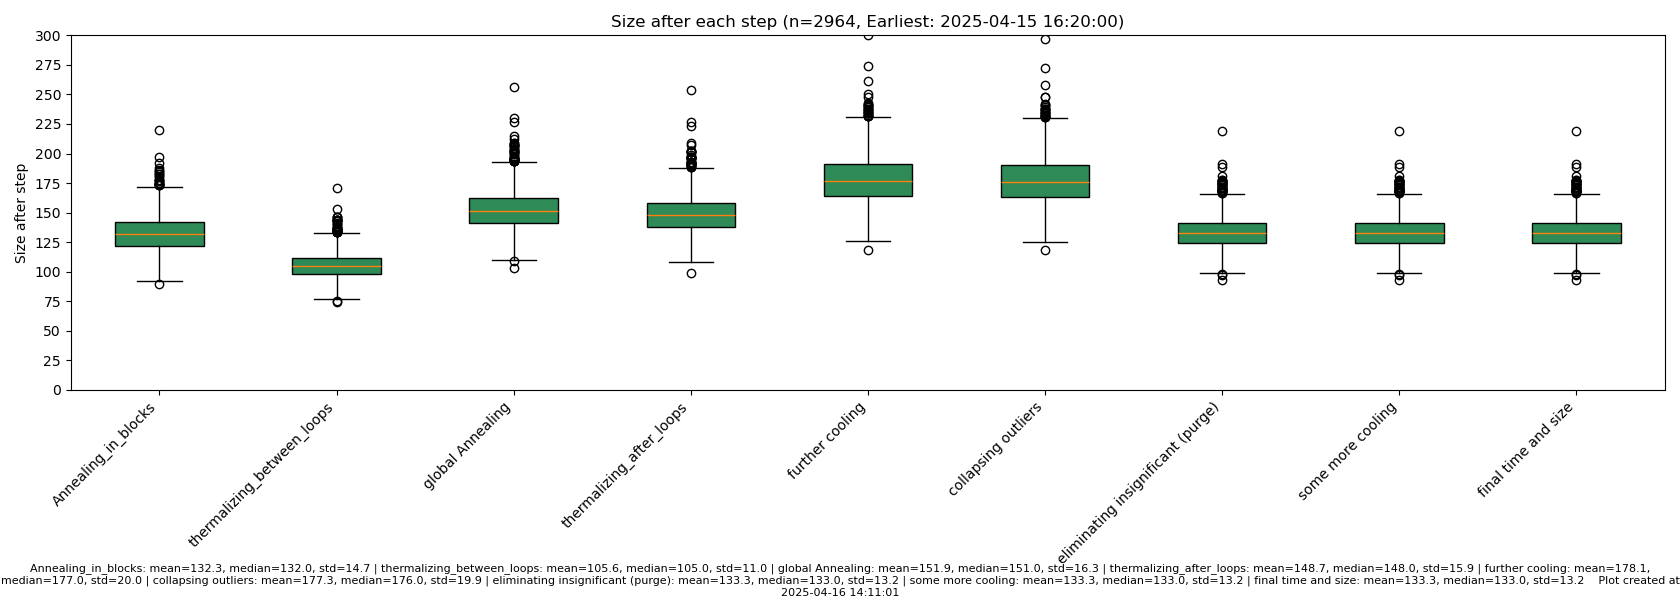 Size after each step (n=2964, Earliest: 2025-04-15 16:20:00)
Size after step
300
275
250
225
200
175
150
125
100
75
50
25
0
Annealing_in_blocks
thermalizing_between_loops
global Annealing
thermalizing_after_loops
further cooling
collapsing outliers
eliminating insignificant (purge)
some more cooling
final time and size
Annealing_in_blocks: mean=132.3, median=132.0, std=14.7 | thermalizing_between_loops: mean=105.6, median=105.0, std=11.0 | global Annealing: mean=151.9, median=151.0, std=16.3 | thermalizing_after_loops: mean=148.7, median=148.0, std=15.9 | further cooling: mean=178.1,
median=177.0, std=20.0 | collapsing outliers: mean=177.3, median=176.0, std=19.9 | eliminating insignificant (purge): mean=133.3, median=133.0, std=13.2 | some more cooling: mean=133.3, median=133.0, std=13.2 | final time and size: mean=133.3, median=133.0, std=13.2    Plot created at
2025-04-16 14:11:01